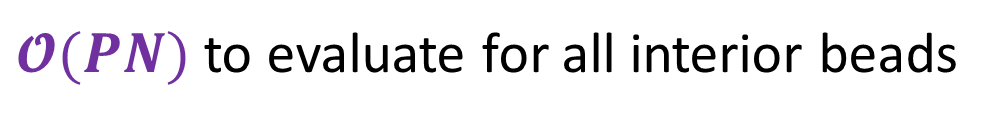 𝓞(𝑷𝑵) to evaluate for all interior beads